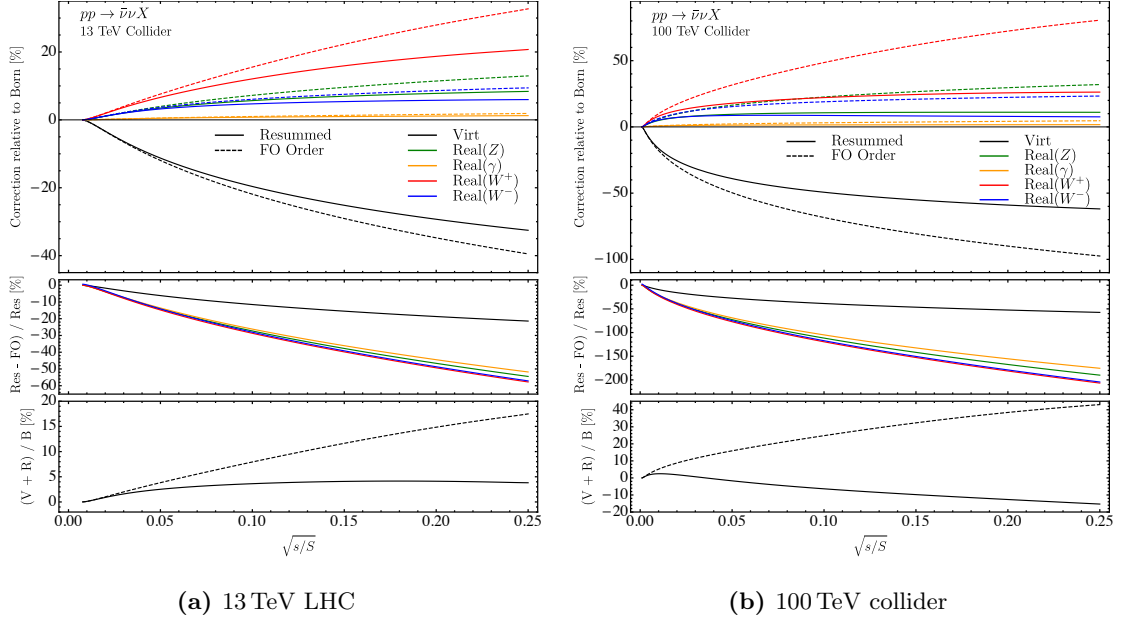 pp → ν̄νX
13 TeV Collider
Correction relative to Born [%]
20
0
−20
−40
Resummed
FO Order
Virt
Real(Z)
Real(γ)
Real(W⁺)
Real(W⁻)
Res - FO) / Res [%]
0
−10
−20
−30
−40
−50
−60
(V + R) / B [%]
20
15
10
5
0
0.00 0.05 0.10 0.15 0.20 0.25
√s/S
(a) 13 TeV LHC
pp → ν̄νX
100 TeV Collider
Correction relative to Born [%]
50
0
−50
−100
Resummed
FO Order
Virt
Real(Z)
Real(γ)
Real(W⁺)
Real(W⁻)
Res - FO) / Res [%]
0
−50
−100
−150
−200
(V + R) / B [%]
40
30
20
10
0
−10
−20
0.00 0.05 0.10 0.15 0.20 0.25
√s/S
(b) 100 TeV collider